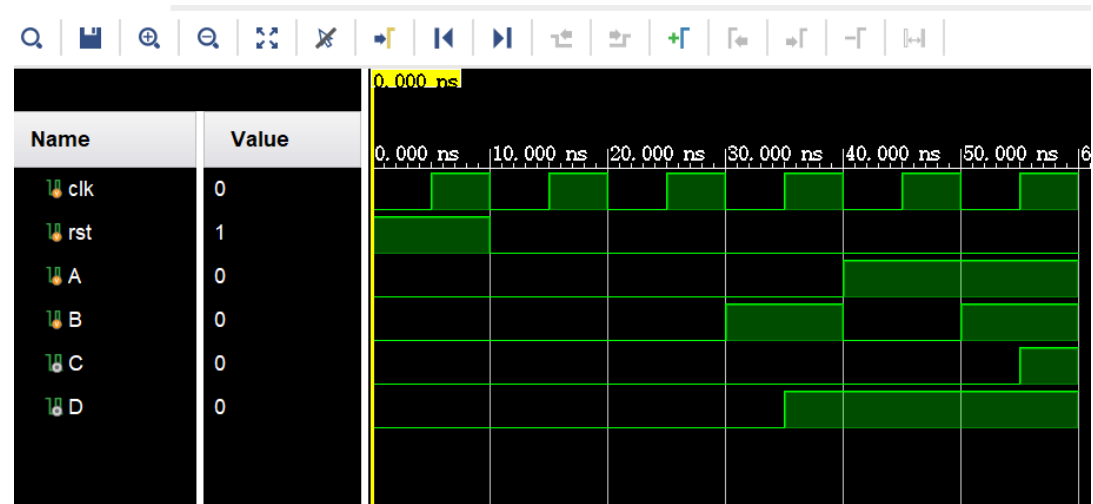 0.000 ns
Name Value
0.000 ns 10.000 ns 20.000 ns 30.000 ns 40.000 ns 50.000 ns 6
clk 0
rst 1
A 0
B 0
C 0
D 0